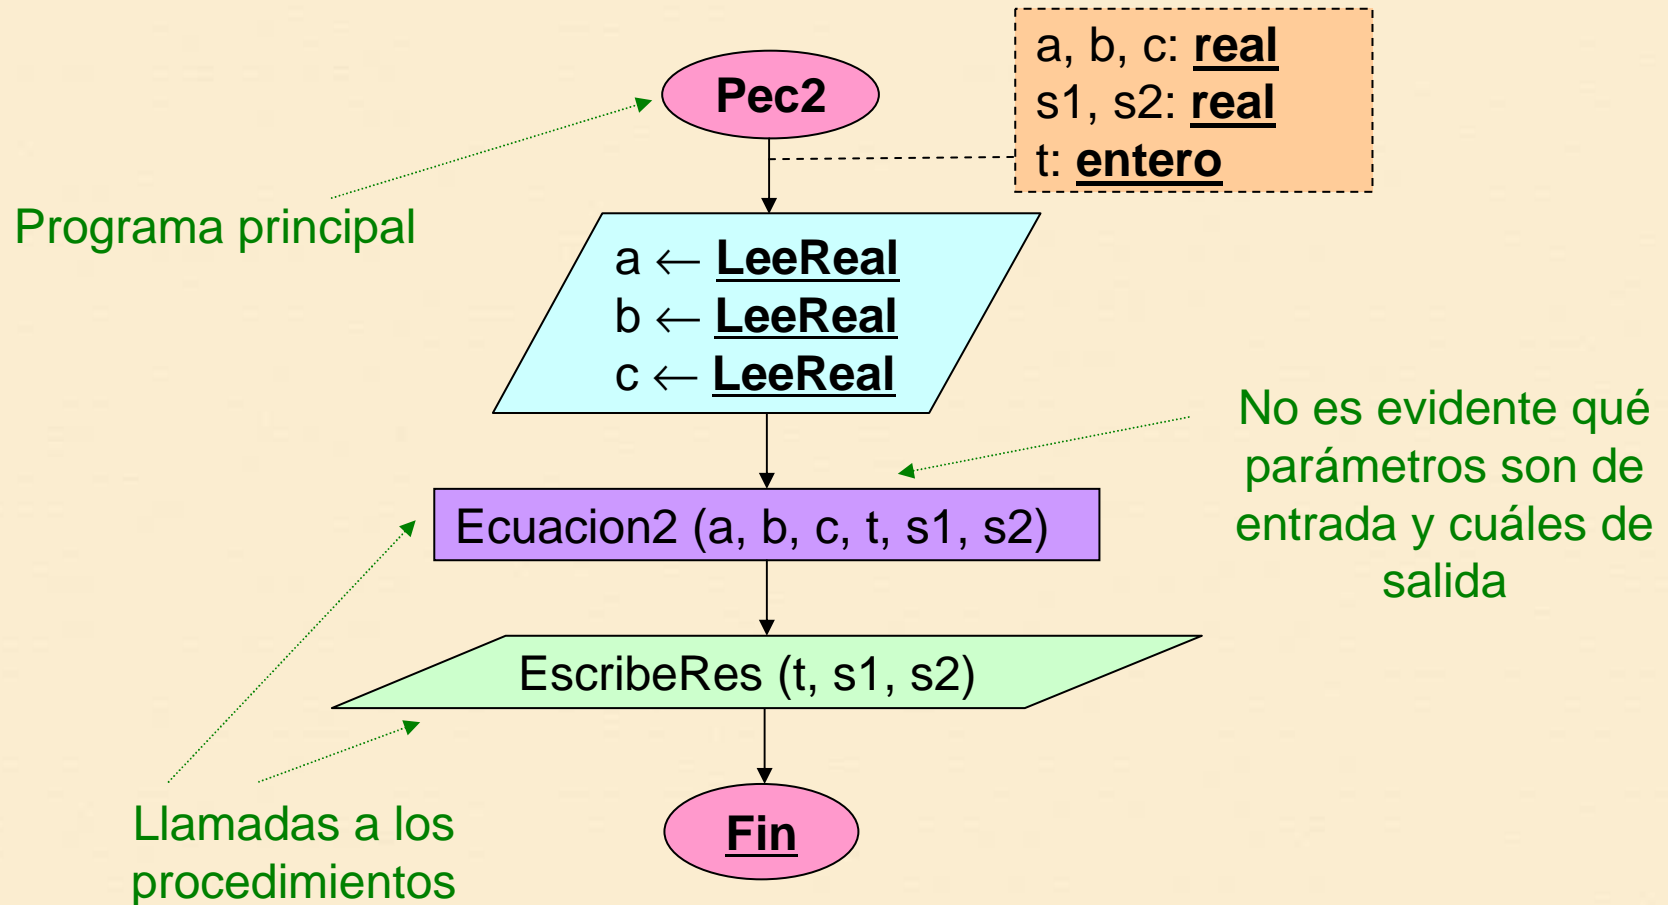 Pec2
a, b, c: real
s1, s2: real
t: entero
Programa principal
a ← LeeReal
b ← LeeReal
c ← LeeReal
No es evidente qué
parámetros son de
entrada y cuáles de
salida
Ecuacion2 (a, b, c, t, s1, s2)
EscribeRes (t, s1, s2)
Llamadas a los
procedimientos
Fin